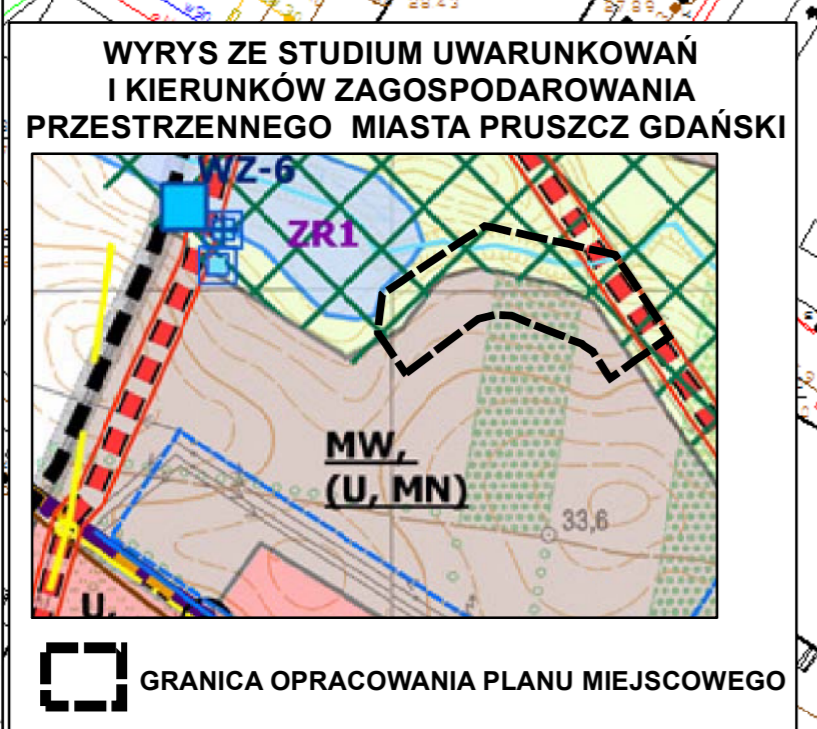 WYRYS ZE STUDIUM UWARUNKOWAŃ
I KIERUNKÓW ZAGOSPODAROWANIA
PRZESTRZENNEGO MIASTA PRUSZCZ GDAŃSKI
WZ-6
ZR1
MW,
(U, MN)
33,6
U,
GRANICA OPRACOWANIA PLANU MIEJSCOWEGO